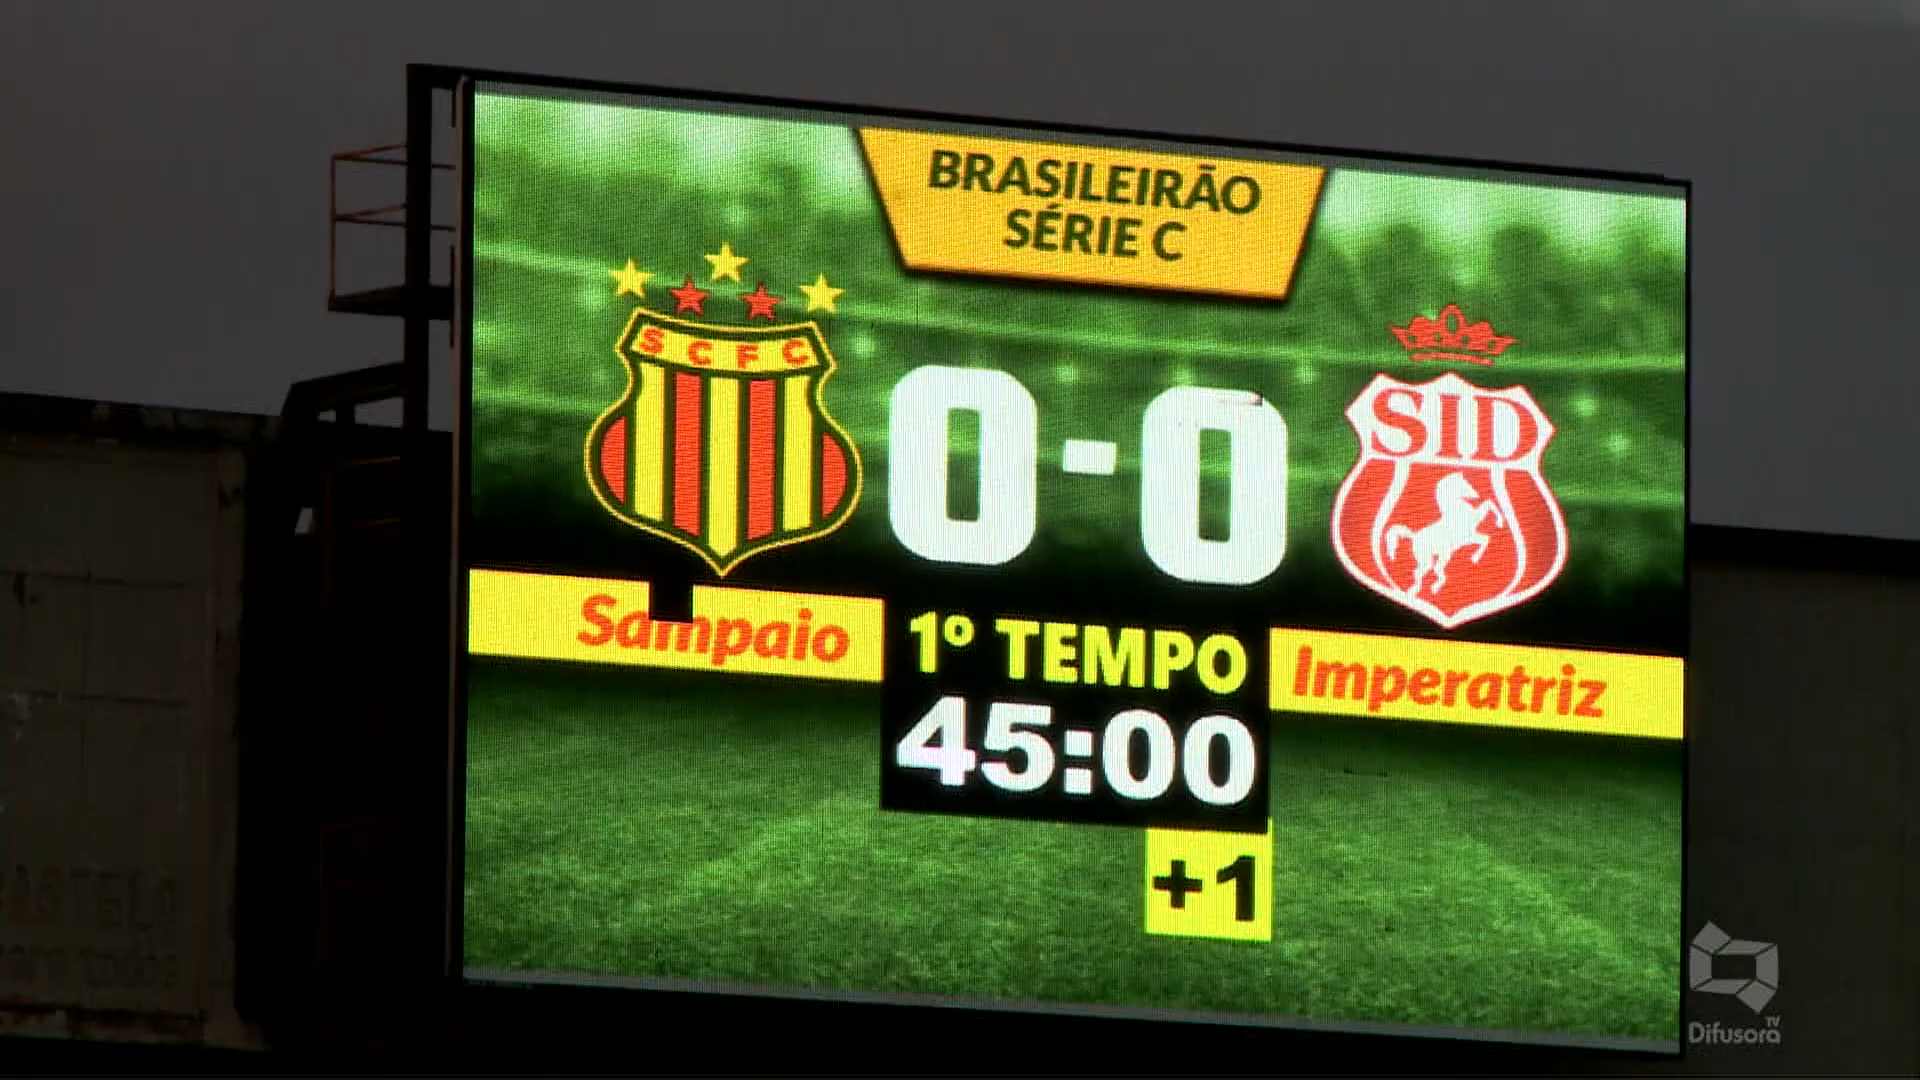 BRASILEIRÃO
SÉRIE C
SCFC
0-0
SID
Sampaio
1º TEMPO
Imperatriz
45:00
+1
Difusora TV